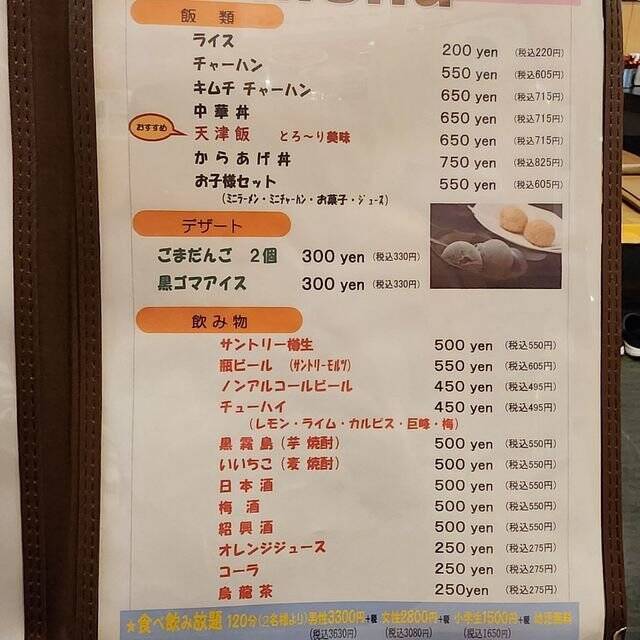 menu
飯類
ライス 200 yen (税込220円)
チャーハン 550 yen (税込605円)
キムチ チャーハン 650 yen (税込715円)
中華丼 650 yen (税込715円)
おすすめ 天津飯 とろ～り美味 650 yen (税込715円)
からあげ丼 750 yen (税込825円)
お子様セット 550 yen (税込605円)
(ミニラーメン・ミニチャーハン・お菓子・ジュース)
デザート
ごまだんご 2個 300 yen (税込330円)
黒ゴマアイス 300 yen (税込330円)
飲み物
サントリー樽生 500 yen (税込550円)
瓶ビール (サントリーモルツ) 550 yen (税込605円)
ノンアルコールビール 450 yen (税込495円)
チューハイ 450 yen (税込495円)
(レモン・ライム・カルピス・巨峰・梅)
黒霧島(芋焼酎) 500 yen (税込550円)
いいちこ(麦焼酎) 500 yen (税込550円)
日本酒 500 yen (税込550円)
梅酒 500 yen (税込550円)
紹興酒 500 yen (税込550円)
オレンジジュース 250 yen (税込275円)
コーラ 250 yen (税込275円)
烏龍茶 250yen (税込275円)
★食べ飲み放題 120分(2名様より)男性3300円+税 女性2800円+税 小学生1500円+税 幼児無料
(税込3630円) (税込3080円) (税込1650円)